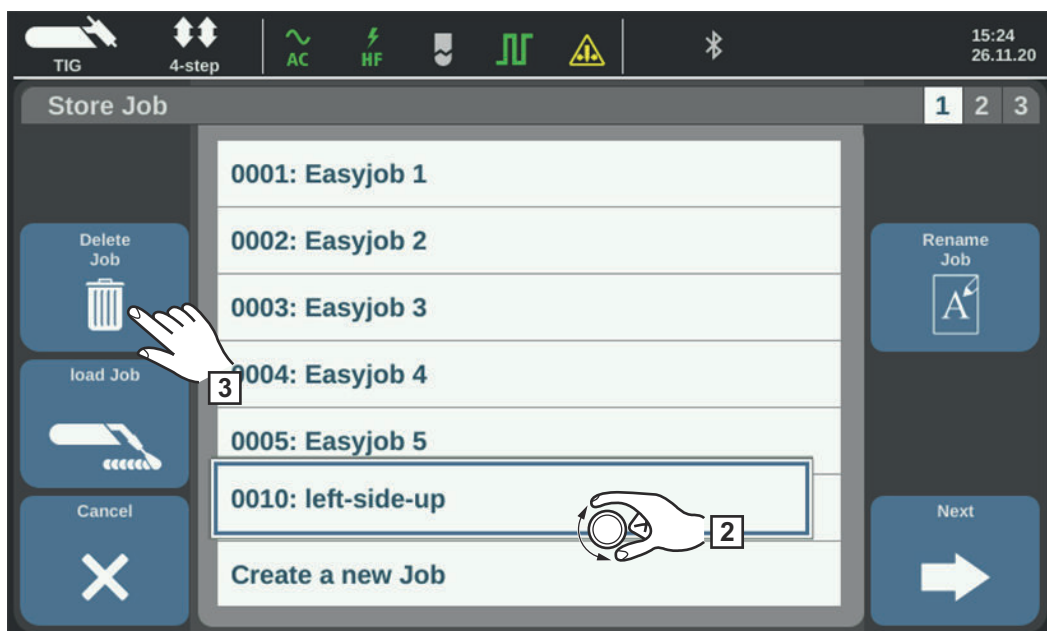 TIG 4-step AC HF 15:24
26.11.20
Store Job 1 2 3
0001: Easyjob 1
Delete
Job
0002: Easyjob 2
Rename
Job
A
0003: Easyjob 3
load Job
3
0004: Easyjob 4
0005: Easyjob 5
Cancel
0010: left-side-up
2
Next
Create a new Job